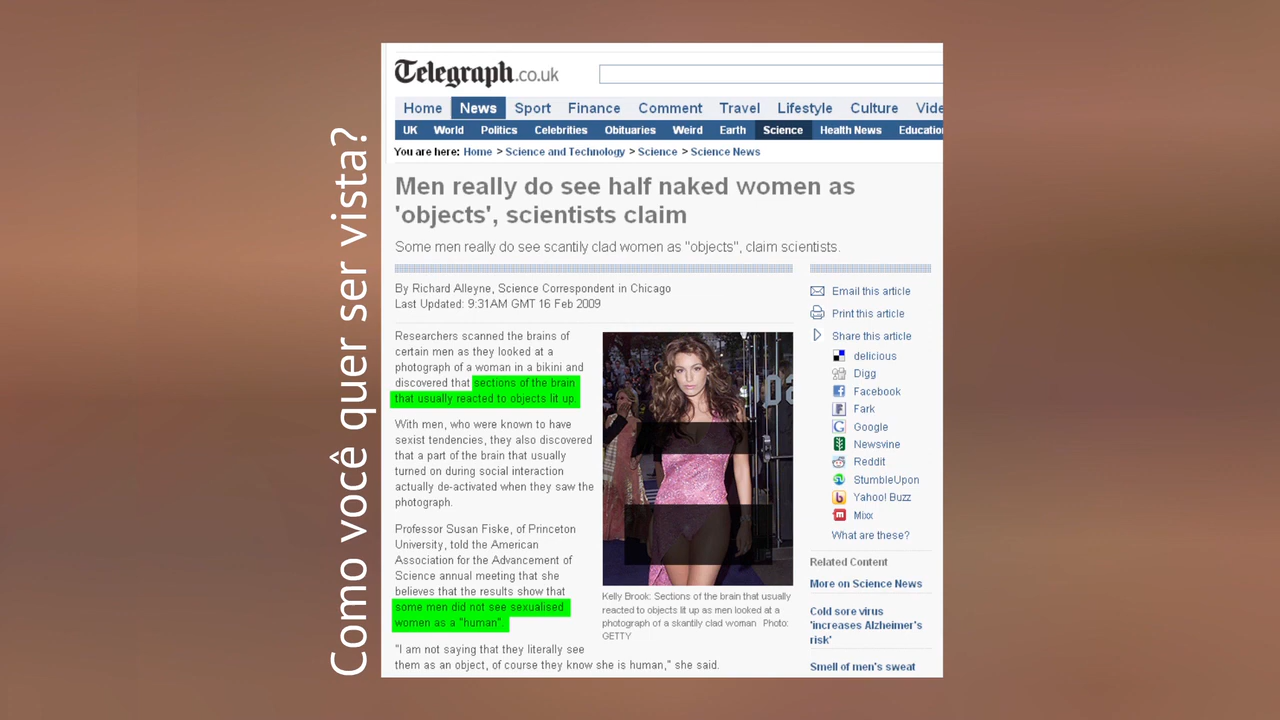 Como você quer ser vista?
Telegraph.co.uk
Home News Sport Finance Comment Travel Lifestyle Culture
UK World Politics Celebrities Obituaries Weird Earth Science Health News
You are here: Home > Science and Technology > Science > Science News
Men really do see half naked women as
'objects', scientists claim
Some men really do see scantily clad women as "objects", claim scientists.
By Richard Alleyne, Science Correspondent in Chicago
Last Updated: 9:31AM GMT 16 Feb 2009
Researchers scanned the brains of
certain men as they looked at a
photograph of a woman in a bikini and
discovered that sections of the brain
that usually reacted to objects lit up.
With men, who were known to have
sexist tendencies, they also discovered
that a part of the brain that usually
turned on during social interaction
actually de-activated when they saw the
photograph.
Professor Susan Fiske, of Princeton
University, told the American
Association for the Advancement of
Science annual meeting that she
believes that the results show that
some men did not see sexualised
women as a "human".
"I am not saying that they literally see
them as an object, of course they know she is human," she said.
Kelly Brook: Sections of the brain that usually
reacted to objects lit up as men looked at a
photograph of a skantily clad woman Photo:
GETTY
Email this article
Print this article
Share this article
delicious
Digg
Facebook
Fark
Google
Newsvine
Reddit
StumbleUpon
Yahoo! Buzz
Mixx
What are these?
Related Content
More on Science News
Cold sore virus
'increases Alzheimer's
risk'
Smell of men's sweat